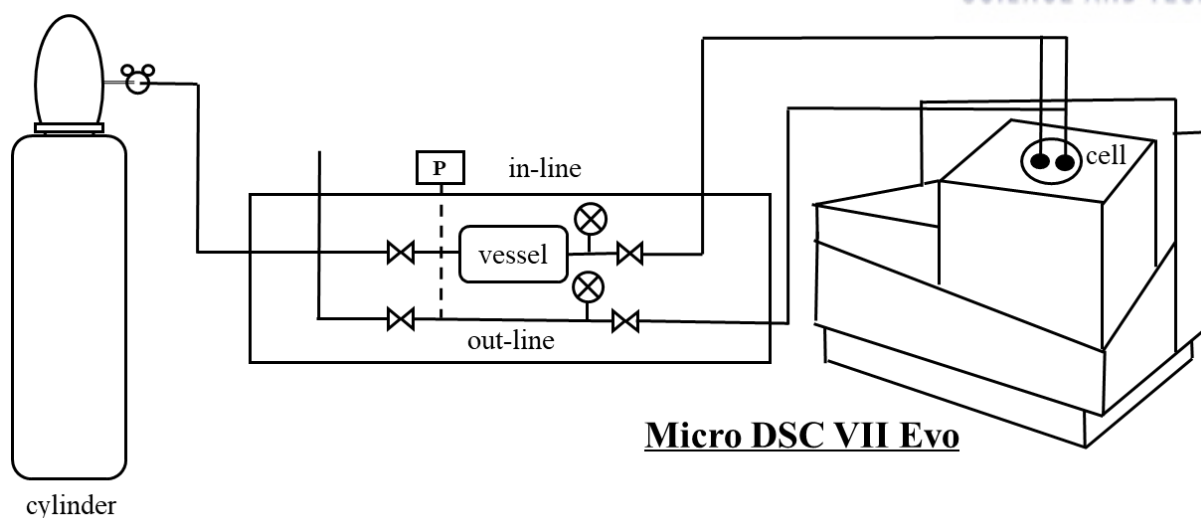 P
in-line
cell
vessel
out-line
Micro DSC VII Evo
cylinder